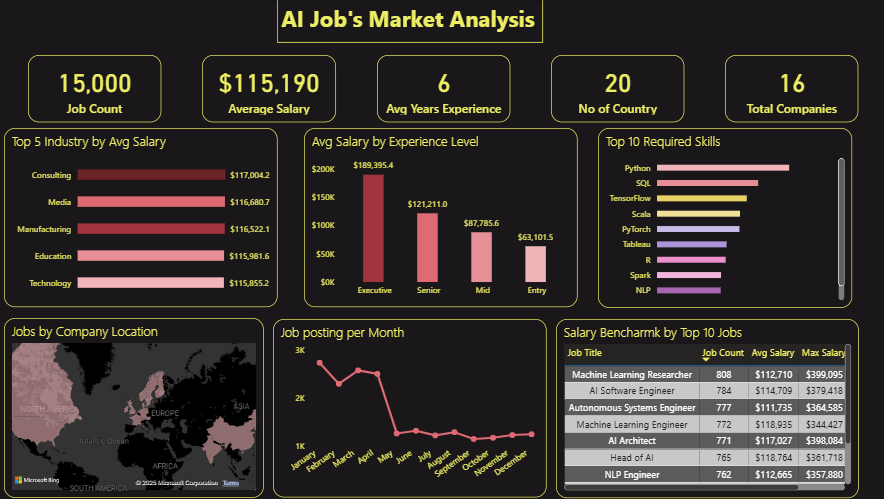 AI Job's Market Analysis
15,000
Job Count
$115,190
Average Salary
6
Avg Years Experience
20
No of Country
16
Total Companies
Top 5 Industry by Avg Salary
Consulting $117,004.2
Media $116,680.7
Manufacturing $116,522.1
Education $115,981.6
Technology $115,855.2
Avg Salary by Experience Level
$200K
$150K
$100K
$50K
$0K
$189,395.4
$121,211.0
$87,785.6
$63,101.5
Executive Senior Mid Entry
Top 10 Required Skills
Python
SQL
TensorFlow
Scala
PyTorch
Tableau
R
Spark
NLP
Jobs by Company Location
NORTH AMERICA
EUROPE
ASIA
Atlantic Ocean
AFRICA
SOUTH AMERICA
Microsoft Bing
© 2025 Microsoft Corporation Terms
Job posting per Month
3K
2K
1K
January February March April May June July August September October November December
Salary Bencharmk by Top 10 Jobs
Job Title Job Count Avg Salary Max Salary
Machine Learning Researcher 808 $112,710 $399,095
AI Software Engineer 784 $114,709 $379,418
Autonomous Systems Engineer 777 $111,735 $364,585
Machine Learning Engineer 772 $118,935 $344,427
AI Architect 771 $117,027 $398,084
Head of AI 765 $118,764 $361,718
NLP Engineer 762 $112,665 $357,880